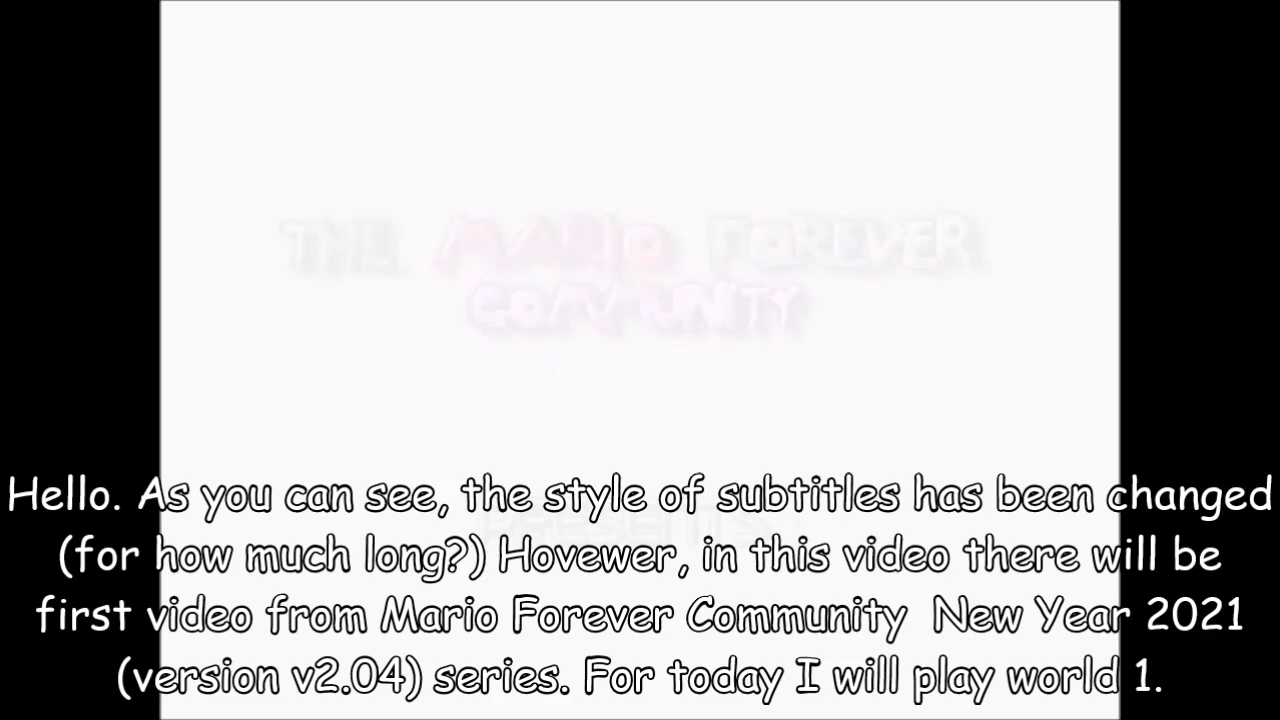 THE MARIO FOREVER
COMMUNITY
PRESENTS
Hello. As you can see, the style of subtitles has been changed
(for how much long?) Hovewer, in this video there will be
first video from Mario Forever Community New Year 2021
(version v2.04) series. For today I will play world 1.